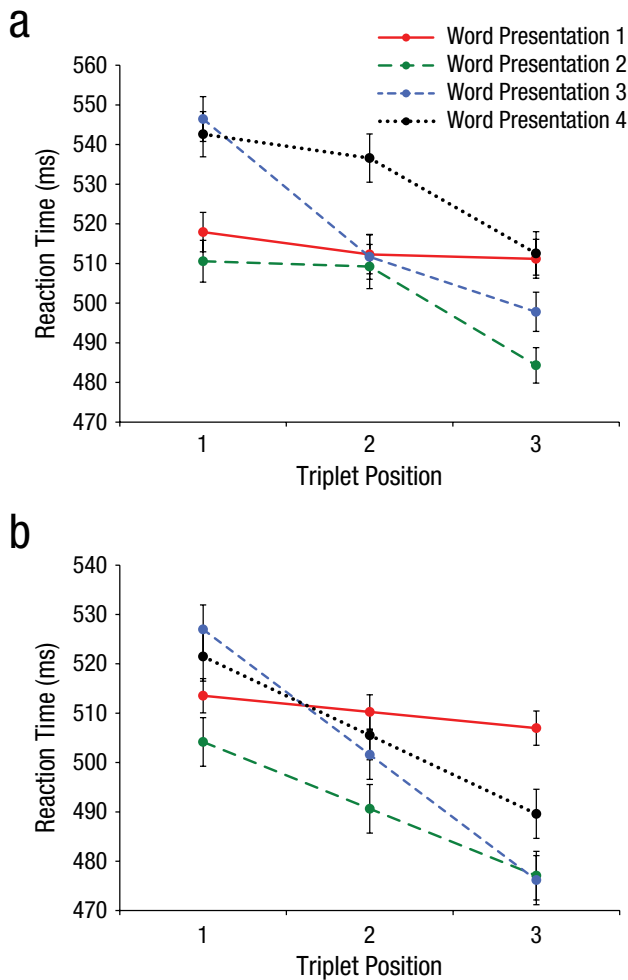 a
Word Presentation 1
Word Presentation 2
Word Presentation 3
Word Presentation 4
560
550
540
530
520
510
500
490
480
470
Reaction Time (ms)
1 2 3
Triplet Position
b
540
530
520
510
500
490
480
470
Reaction Time (ms)
1 2 3
Triplet Position